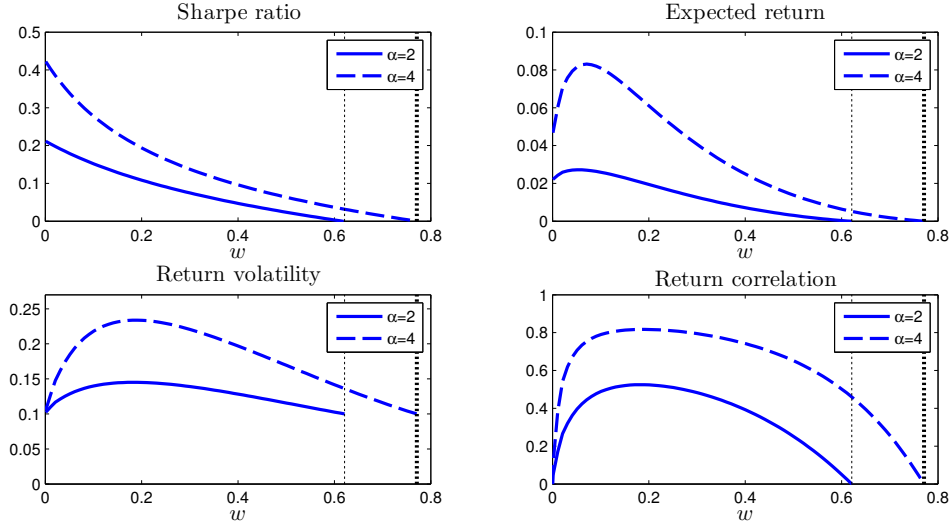 Sharpe ratio
0.5
0.4
0.3
0.2
0.1
0
0 0.2 0.4 0.6 0.8
w
α=2
α=4
Expected return
0.1
0.08
0.06
0.04
0.02
0
0 0.2 0.4 0.6 0.8
w
α=2
α=4
Return volatility
0.25
0.2
0.15
0.1
0.05
0
0 0.2 0.4 0.6 0.8
w
α=2
α=4
Return correlation
1
0.8
0.6
0.4
0.2
0
0 0.2 0.4 0.6 0.8
w
α=2
α=4